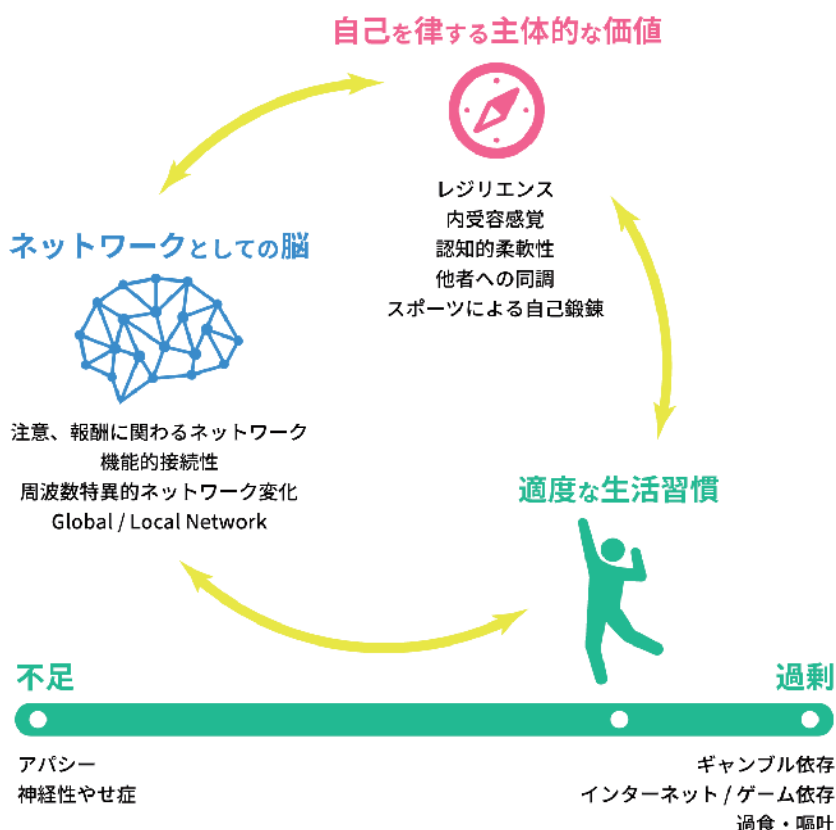 自己を律する主体的な価値
レジリエンス
内受容感覚
認知的柔軟性
他者への同調
スポーツによる自己鍛錬
ネットワークとしての脳
注意、報酬に関わるネットワーク
機能的接続性
周波数特異的ネットワーク変化
Global / Local Network
適度な生活習慣
不足
過剰
アパシー
神経性やせ症
ギャンブル依存
インターネット / ゲーム依存
過食・嘔吐